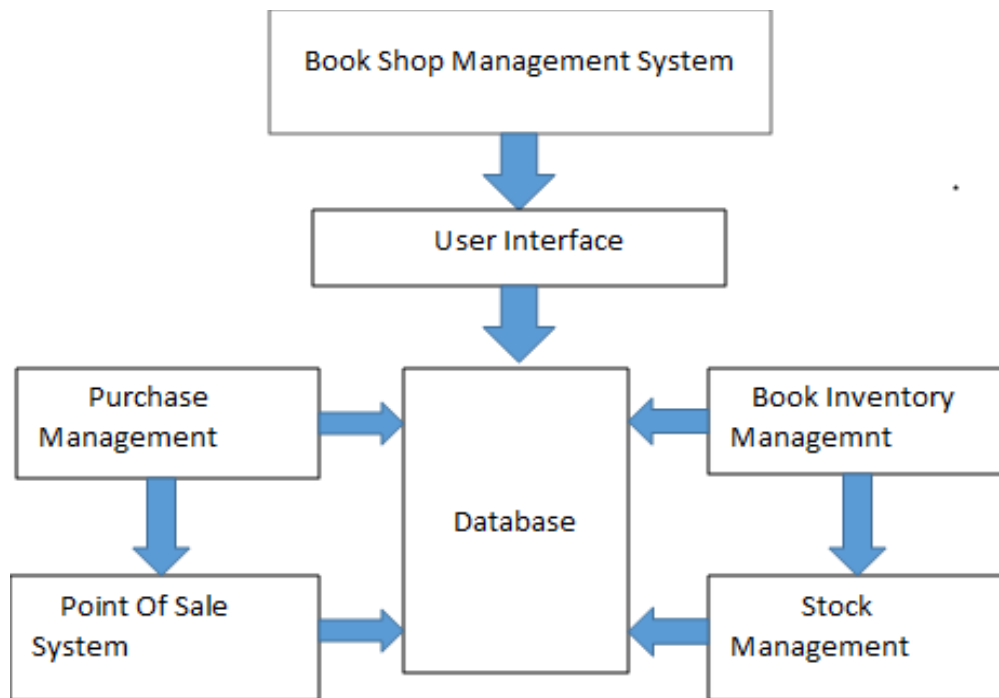 Book Shop Management System
User Interface
Purchase
Management
Book Inventory
Managemnt
Database
Point Of Sale
System
Stock
Management